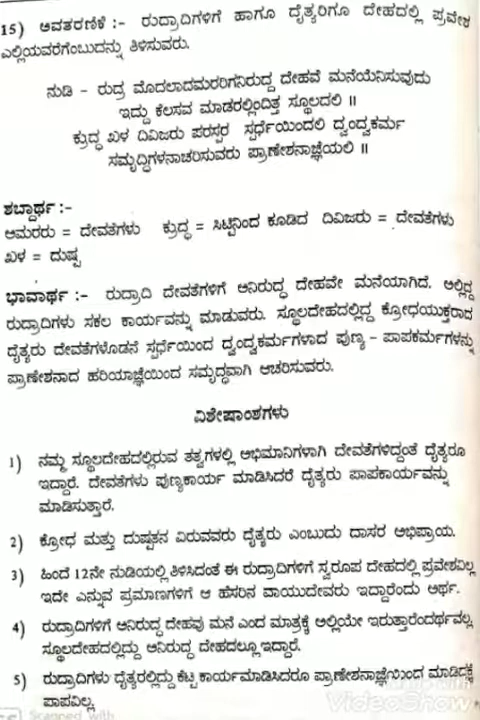 15) ಅವತರಣಿಕೆ :- ರುದ್ರಾದಿಗಳಿಗೆ ಹಾಗೂ ದೈತ್ಯರಿಗೂ ದೇಹದಲ್ಲಿ ಪ್ರವೇಶ
ಎಲ್ಲಿಯವರೆಗೆಂಬುದನ್ನು ತಿಳಿಸುವರು.
ನುಡಿ - ರುದ್ರ ಮೊದಲಾದಮರರಿಗನಿರುದ್ಧ ದೇಹವೆ ಮನೆಯೆನಿಸುವುದು
ಇದ್ದು ಕೆಲಸವ ಮಾಡರಲ್ಲಿಂದಿತ್ತ ಸ್ಥೂಲದಲಿ ॥
ಕ್ರುದ್ಧ ಖಳ ದಿವಿಜರು ಪರಸ್ಪರ ಸ್ಪರ್ಧೆಯಿಂದಲಿ ದ್ವಂದ್ವಕರ್ಮ
ಸಮೃದ್ಧಿಗಳನಾಚರಿಸುವರು ಪ್ರಾಣೇಶನಾಜ್ಞೆಯಲಿ ॥
ಶಬ್ದಾರ್ಥ :-
ಅಮರರು = ದೇವತೆಗಳು ಕ್ರುದ್ಧ = ಸಿಟ್ಟಿನಿಂದ ಕೂಡಿದ ದಿವಿಜರು = ದೇವತೆಗಳು
ಖಳ = ದುಷ್ಟ
ಭಾವಾರ್ಥ :- ರುದ್ರಾದಿ ದೇವತೆಗಳಿಗೆ ಅನಿರುದ್ಧ ದೇಹವೇ ಮನೆಯಾಗಿದೆ. ಅಲ್ಲಿದ್ದ
ರುದ್ರಾದಿಗಳು ಸಕಲ ಕಾರ್ಯವನ್ನು ಮಾಡುವರು. ಸ್ಥೂಲದೇಹದಲ್ಲಿದ್ದ ಕ್ರೋಧಯುಕ್ತರಾದ
ದೈತ್ಯರು ದೇವತೆಗಳೊಡನೆ ಸ್ಪರ್ಧೆಯಿಂದ ದ್ವಂದ್ವಕರ್ಮಗಳಾದ ಪುಣ್ಯ - ಪಾಪಕರ್ಮಗಳನ್ನು
ಪ್ರಾಣೇಶನಾದ ಹರಿಯಾಜ್ಞೆಯಿಂದ ಸಮೃದ್ಧವಾಗಿ ಆಚರಿಸುವರು.
ವಿಶೇಷಾಂಶಗಳು
1) ನಮ್ಮ ಸ್ಥೂಲದೇಹದಲ್ಲಿರುವ ತತ್ವಗಳಲ್ಲಿ ಅಭಿಮಾನಿಗಳಾಗಿ ದೇವತೆಗಳಿದ್ದಂತೆ ದೈತ್ಯರೂ
ಇದ್ದಾರೆ. ದೇವತೆಗಳು ಪುಣ್ಯಕಾರ್ಯ ಮಾಡಿಸಿದರೆ ದೈತ್ಯರು ಪಾಪಕಾರ್ಯವನ್ನು
ಮಾಡಿಸುತ್ತಾರೆ.
2) ಕ್ರೋಧ ಮತ್ತು ದುಷ್ಟತನ ವಿರುವವರು ದೈತ್ಯರು ಎಂಬುದು ದಾಸರ ಅಭಿಪ್ರಾಯ.
3) ಹಿಂದೆ 12ನೇ ನುಡಿಯಲ್ಲಿ ತಿಳಿಸಿದಂತೆ ಈ ರುದ್ರಾದಿಗಳಿಗೆ ಸ್ವರೂಪ ದೇಹದಲ್ಲಿ ಪ್ರವೇಶವಿಲ್ಲ
ಇದೇ ಎನ್ನುವ ಪ್ರಮಾಣಗಳಿಗೆ ಆ ಹೆಸರಿನ ವಾಯುದೇವರು ಇದ್ದಾರೆಂದು ಅರ್ಥ.
4) ರುದ್ರಾದಿಗಳಿಗೆ ಅನಿರುದ್ಧ ದೇಹವು ಮನೆ ಎಂದ ಮಾತ್ರಕ್ಕೆ ಅಲ್ಲಿಯೇ ಇರುತ್ತಾರೆಂದರ್ಥವಲ್ಲ
ಸ್ಥೂಲದೇಹದಲ್ಲಿದ್ದು ಅನಿರುದ್ಧ ದೇಹದಲ್ಲೂ ಇದ್ದಾರೆ.
5) ರುದ್ರಾದಿಗಳು ದೈತ್ಯರಲ್ಲಿದ್ದು ಕೆಟ್ಟ ಕಾರ್ಯಮಾಡಿಸಿದರೂ ಪ್ರಾಣೇಶನಾಜ್ಞೆಯಿಂದ ಮಾಡಿದ್ದಕ್ಕೆ
ಪಾಪವಿಲ್ಲ.
Scanned with
VideoShow